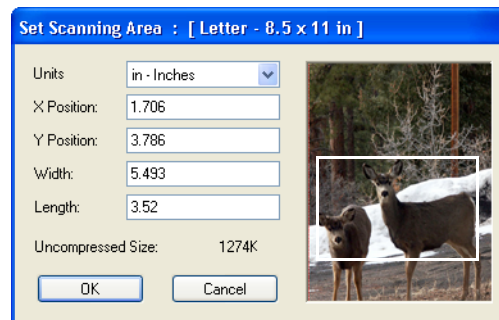 Set Scanning Area : [ Letter - 8.5 x 11 in ]
Units in - Inches
X Position: 1.706
Y Position: 3.786
Width: 5.493
Length: 3.52
Uncompressed Size: 1274K
OK Cancel